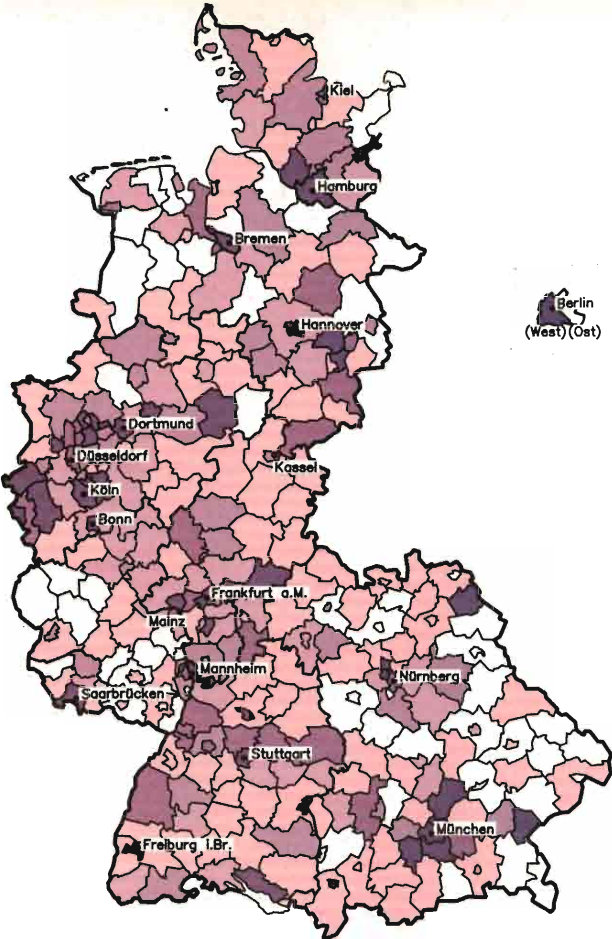 Kiel
Hamburg
Bremen
Berlin
(West)(Ost)
Hannover
Dortmund
Düsseldorf
Kassel
Köln
Bonn
Frankfurt a.M.
Mainz
Mannheim
Nürnberg
Saarbrücken
Stuttgart
München
Freiburg i.Br.